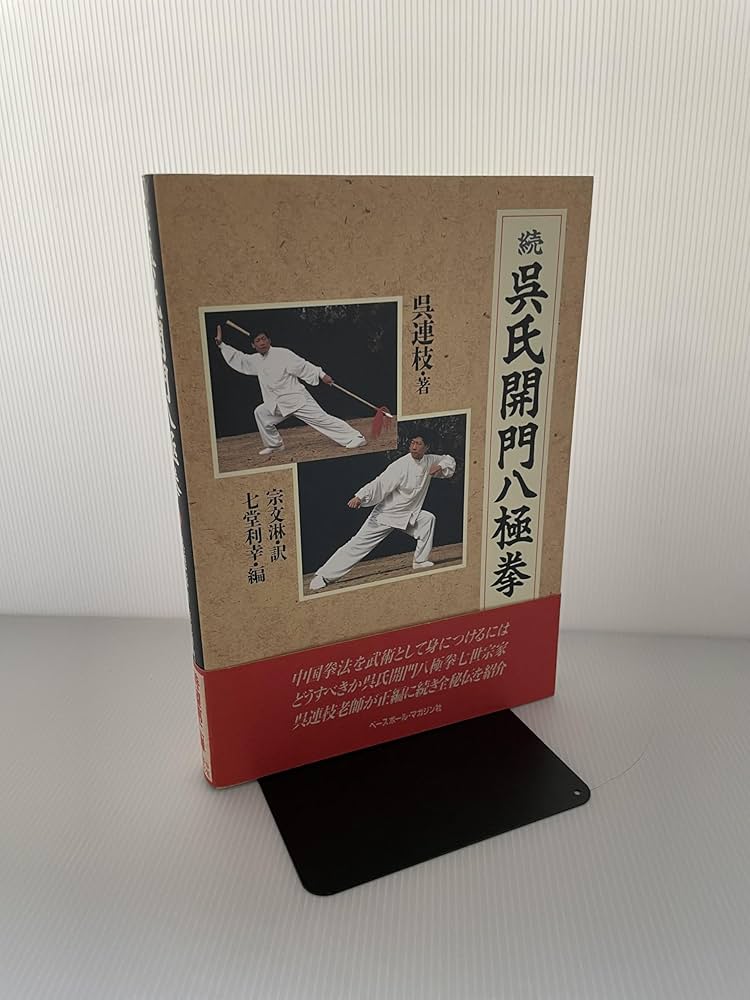 続 呉氏開門八極拳
呉連枝・著
宗文淋・訳
七堂利幸・編
中国拳法を武術として身につけるには
どうすべきか呉氏開門八極拳七世宗家
呉連枝老師が正編に続き全秘伝を紹介
ベースボール・マガジン社